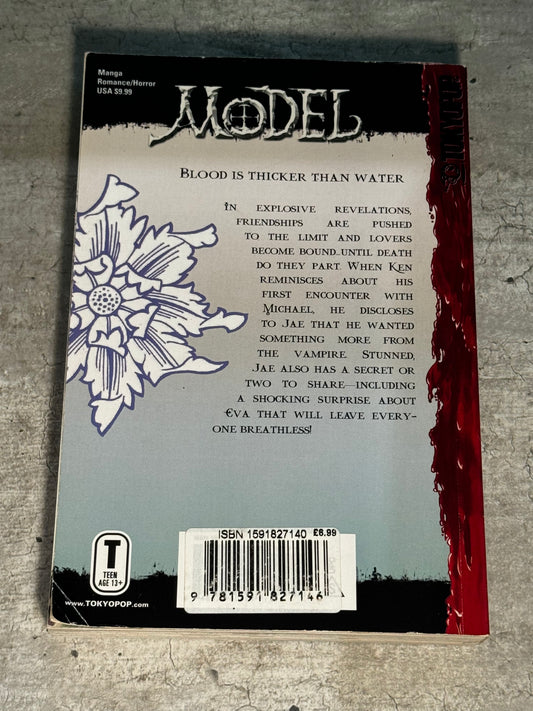 Manga
Romance/Horror
USA $9.99
MODEL
TOKYOPOP
BLOOD IS THICKER THAN WATER
IN EXPLOSIVE REVELATIONS,
FRIENDSHIPS ARE PUSHED
TO THE LIMIT AND LOVERS
BECOME BOUND...UNTIL DEATH
DO THEY PART. WHEN KEN
REMINISCES ABOUT HIS
FIRST ENCOUNTER WITH
MICHAEL, HE DISCLOSES
TO JAE THAT HE WANTED
SOMETHING MORE FROM
THE VAMPIRE. STUNNED,
JAE ALSO HAS A SECRET OR
TWO TO SHARE—INCLUDING
A SHOCKING SURPRISE ABOUT
EVA THAT WILL LEAVE EVERY-
ONE BREATHLESS!
ISBN 1591827140 £6.99
9 781591 827146
T
TEEN
AGE 13+
www.TOKYOPOP.com